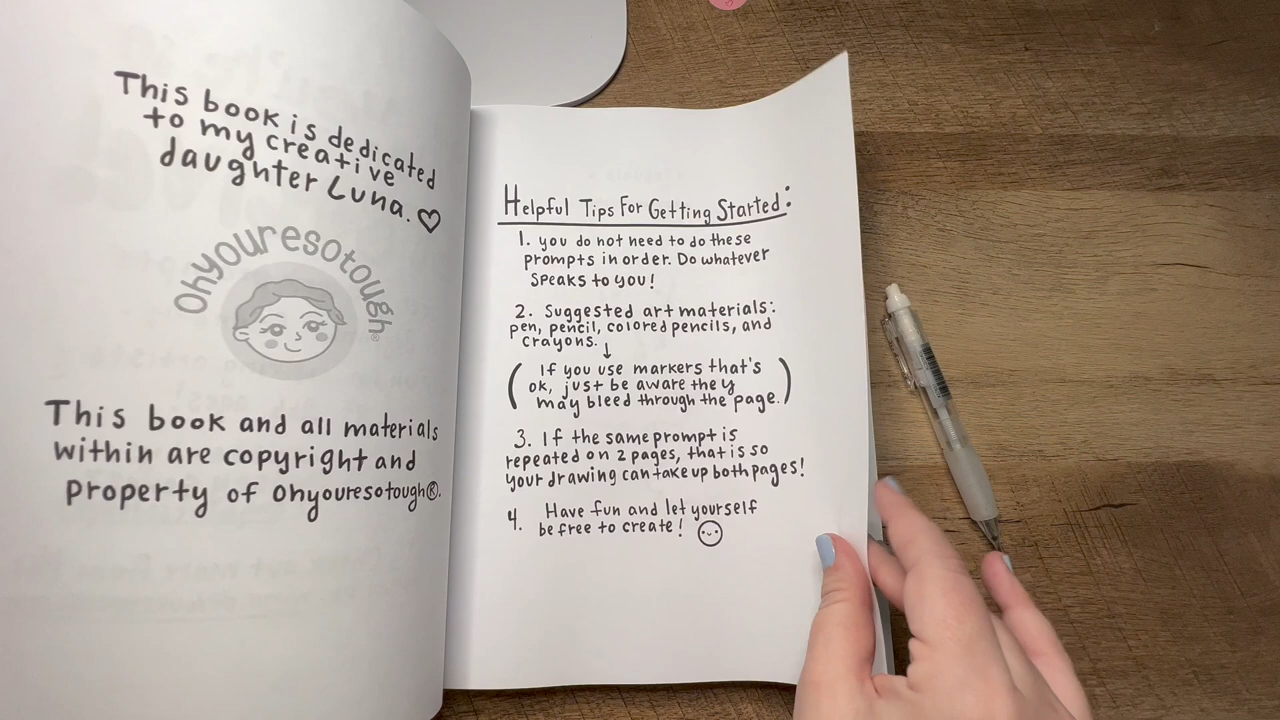 This book is dedicated
to my creative
daughter Luna.
Ohyouresotough®
This book and all materials
within are copyright and
property of Ohyouresotough®.
Helpful Tips For Getting Started:
1. you do not need to do these
prompts in order. Do whatever
speaks to you!
2. Suggested art materials:
pen, pencil, colored pencils, and
crayons.
(If you use markers that's
ok, just be aware they
may bleed through the page.)
3. If the same prompt is
repeated on 2 pages, that is so
your drawing can take up both pages!
4. Have fun and let yourself
be free to create!